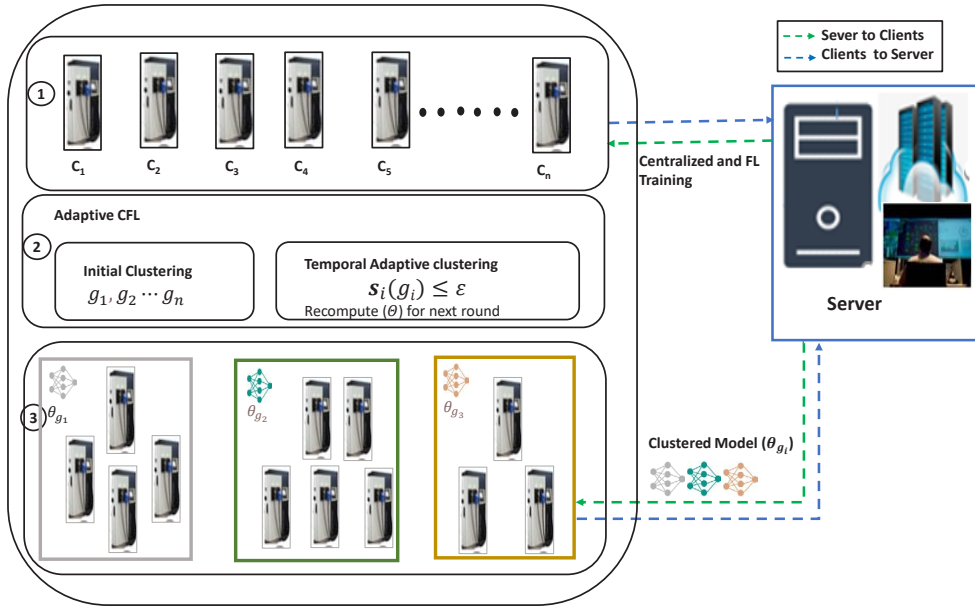 Sever to Clients
Clients to Server
1
C₁ C₂ C₃ C₄ C₅ Cₙ
Centralized and FL
Training
Server
2
Adaptive CFL
Initial Clustering
g₁, g₂ ⋯ gₙ
Temporal Adaptive clustering
sᵢ(gᵢ) ≤ ε
Recompute (θ) for next round
3
θg₁
θg₂
θg₃
Clustered Model (θgᵢ)